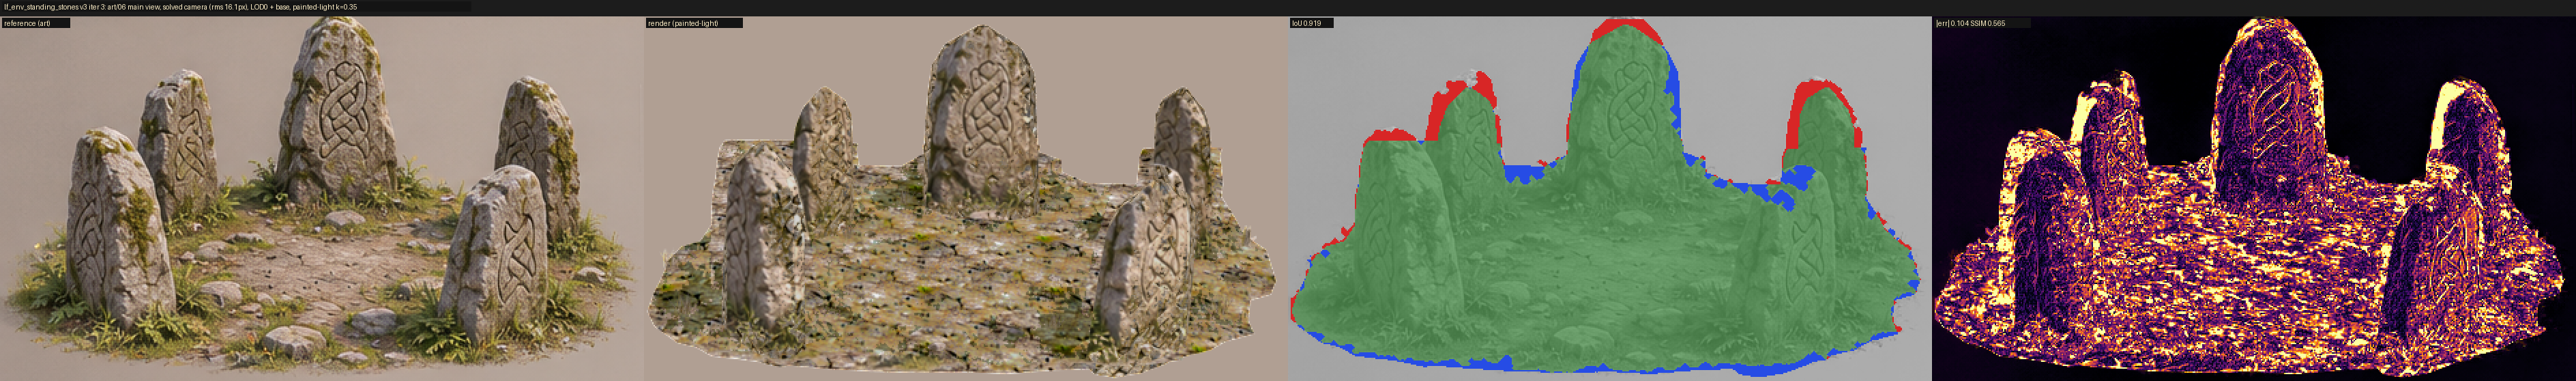 lf_env_standing_stones v3 iter 3: art/06 main view, solved camera (rms 16.1px), LOD0 + base, painted-light k=0.35
reference (art)
render (painted-light)
IoU 0.919
|err| 0.104 SSIM 0.565